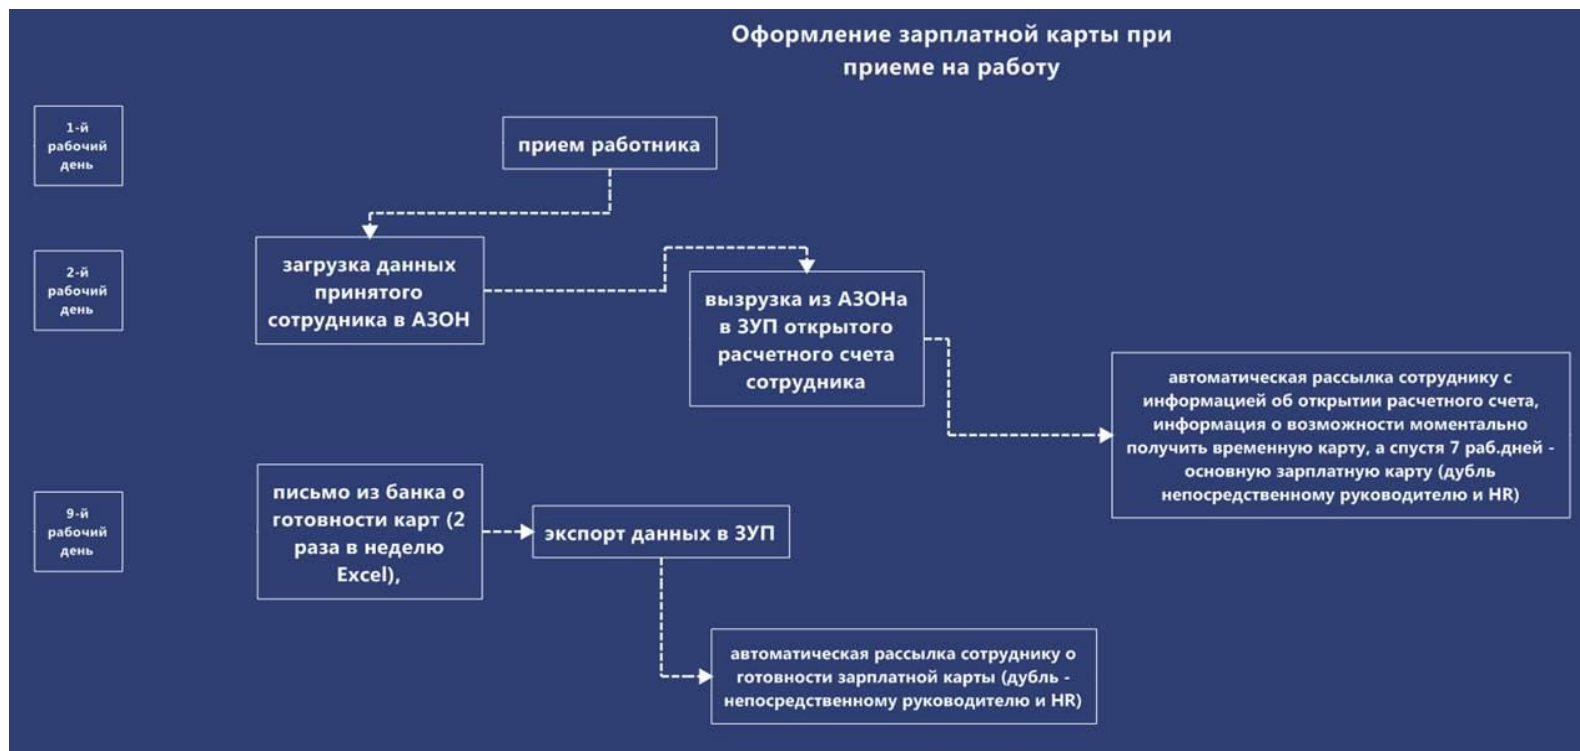 Оформление зарплатной карты при
приеме на работу
1-й
рабочий
день
прием работника
2-й
рабочий
день
загрузка данных
принятого
сотрудника в АЗОН
вызрузка из АЗОНа
в ЗУП открытого
расчетного счета
сотрудника
автоматическая рассылка сотруднику с
информацией об открытии расчетного счета,
информация о возможности моментально
получить временную карту, а спустя 7 раб.дней -
основную зарплатную карту (дубль
непосредственному руководителю и HR)
9-й
рабочий
день
письмо из банка о
готовности карт (2
раза в неделю
Excel),
экспорт данных в ЗУП
автоматическая рассылка сотруднику о
готовности зарплатной карты (дубль -
непосредственному руководителю и HR)